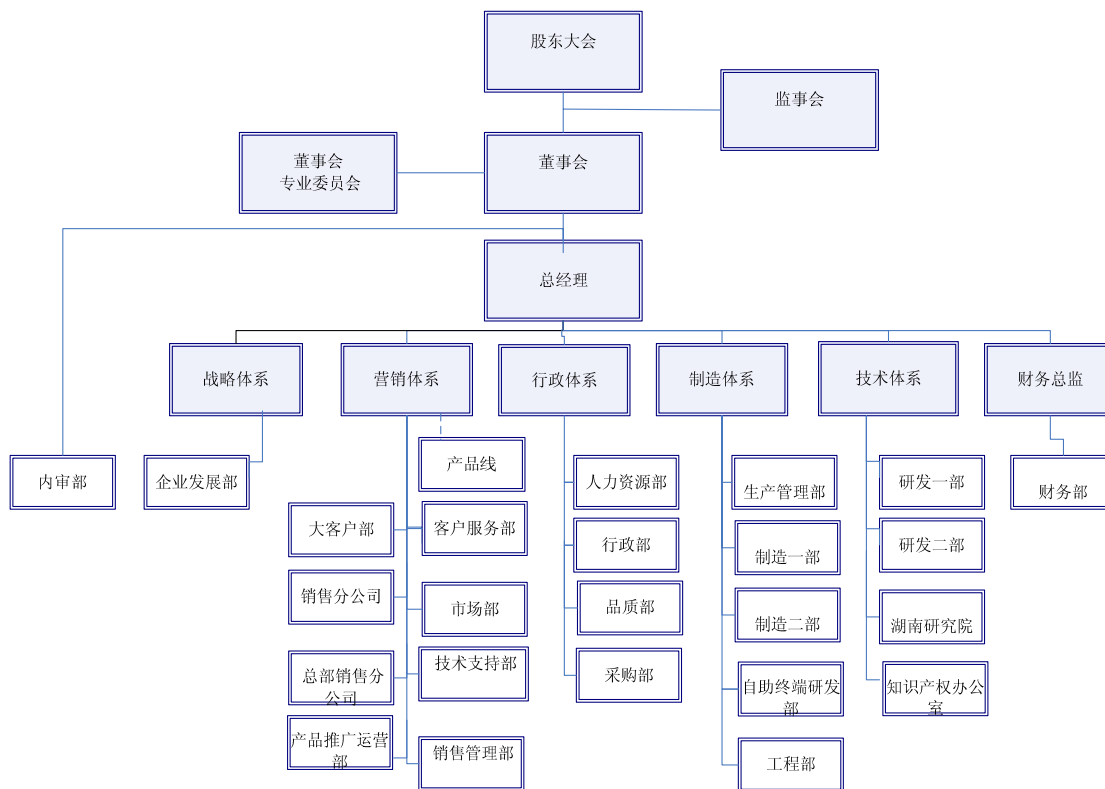 股东大会
监事会
董事会
专业委员会
董事会
总经理
战略体系
营销体系
行政体系
制造体系
技术体系
财务总监
内审部
企业发展部
产品线
大客户部
客户服务部
销售分公司
市场部
总部销售分
公司
技术支持部
产品推广运营
部
销售管理部
人力资源部
行政部
品质部
采购部
生产管理部
制造一部
制造二部
自助终端研发
部
工程部
研发一部
研发二部
湖南研究院
知识产权办公
室
财务部